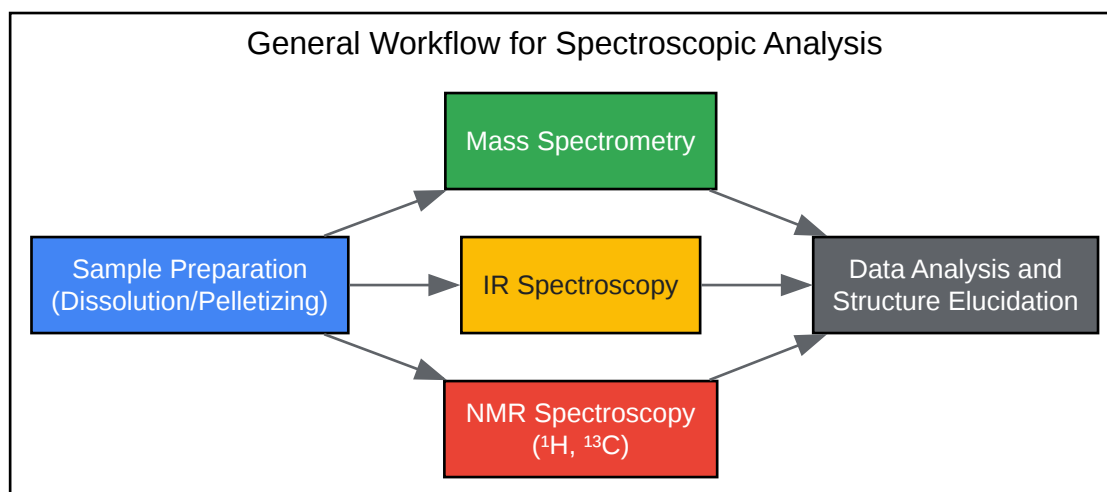 General Workflow for Spectroscopic Analysis
Mass Spectrometry
Sample Preparation
(Dissolution/Pelletizing)
IR Spectroscopy
Data Analysis and
Structure Elucidation
NMR Spectroscopy
(¹H, ¹³C)